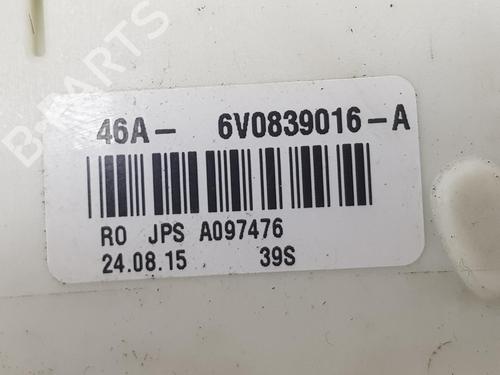 B-PARTS
46A- 6V0839016-A
RO JPS A097476
24.08.15 39S